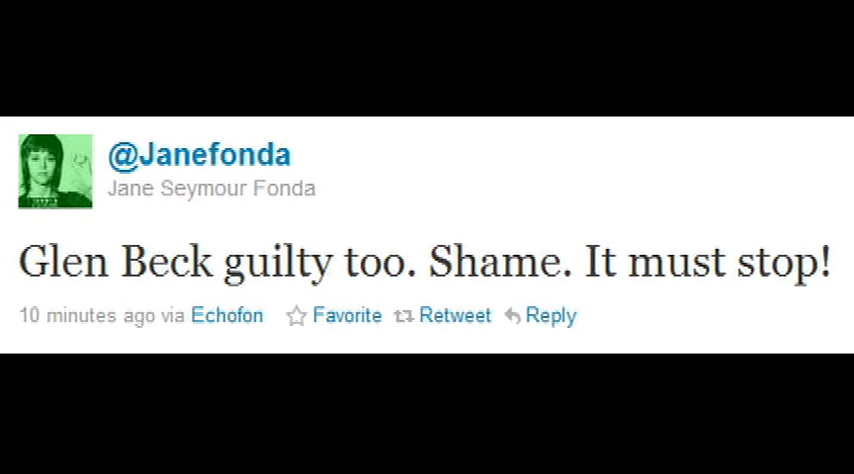 @Janefonda
Jane Seymour Fonda
Glen Beck guilty too. Shame. It must stop!
10 minutes ago via Echofon Favorite Retweet Reply